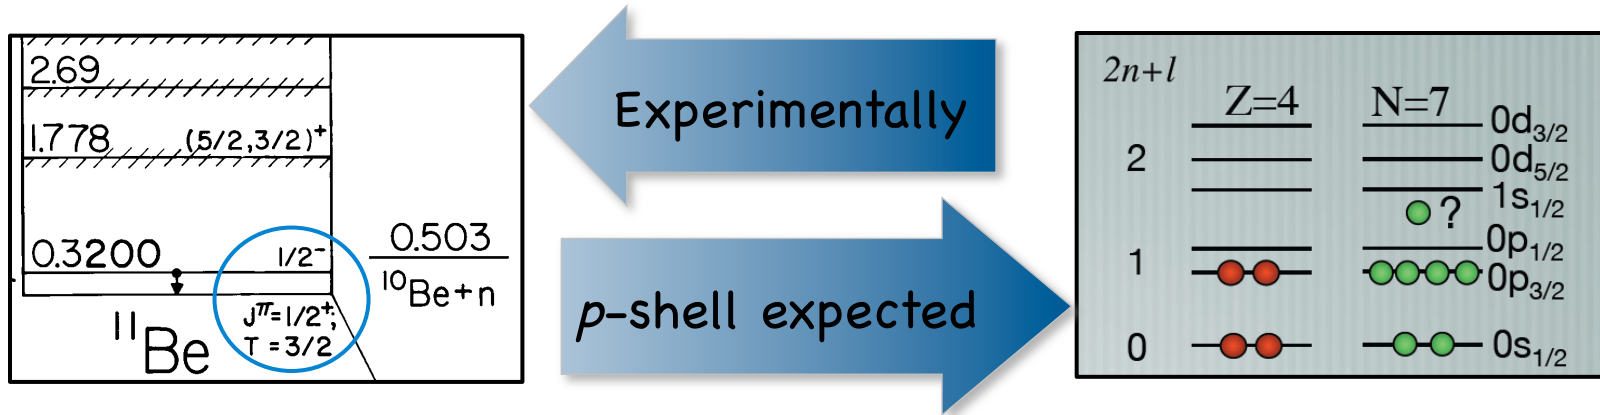 2.69
1.778 (5/2,3/2)⁺
0.3200 1/2⁻
Jπ=1/2⁺;
T = 3/2
¹¹Be
0.503
¹⁰Be+n
Experimentally
p-shell expected
2n+l
Z=4 N=7
0d₃/₂
2
0d₅/₂
1s₁/₂
?
0p₁/₂
1
0p₃/₂
0
0s₁/₂